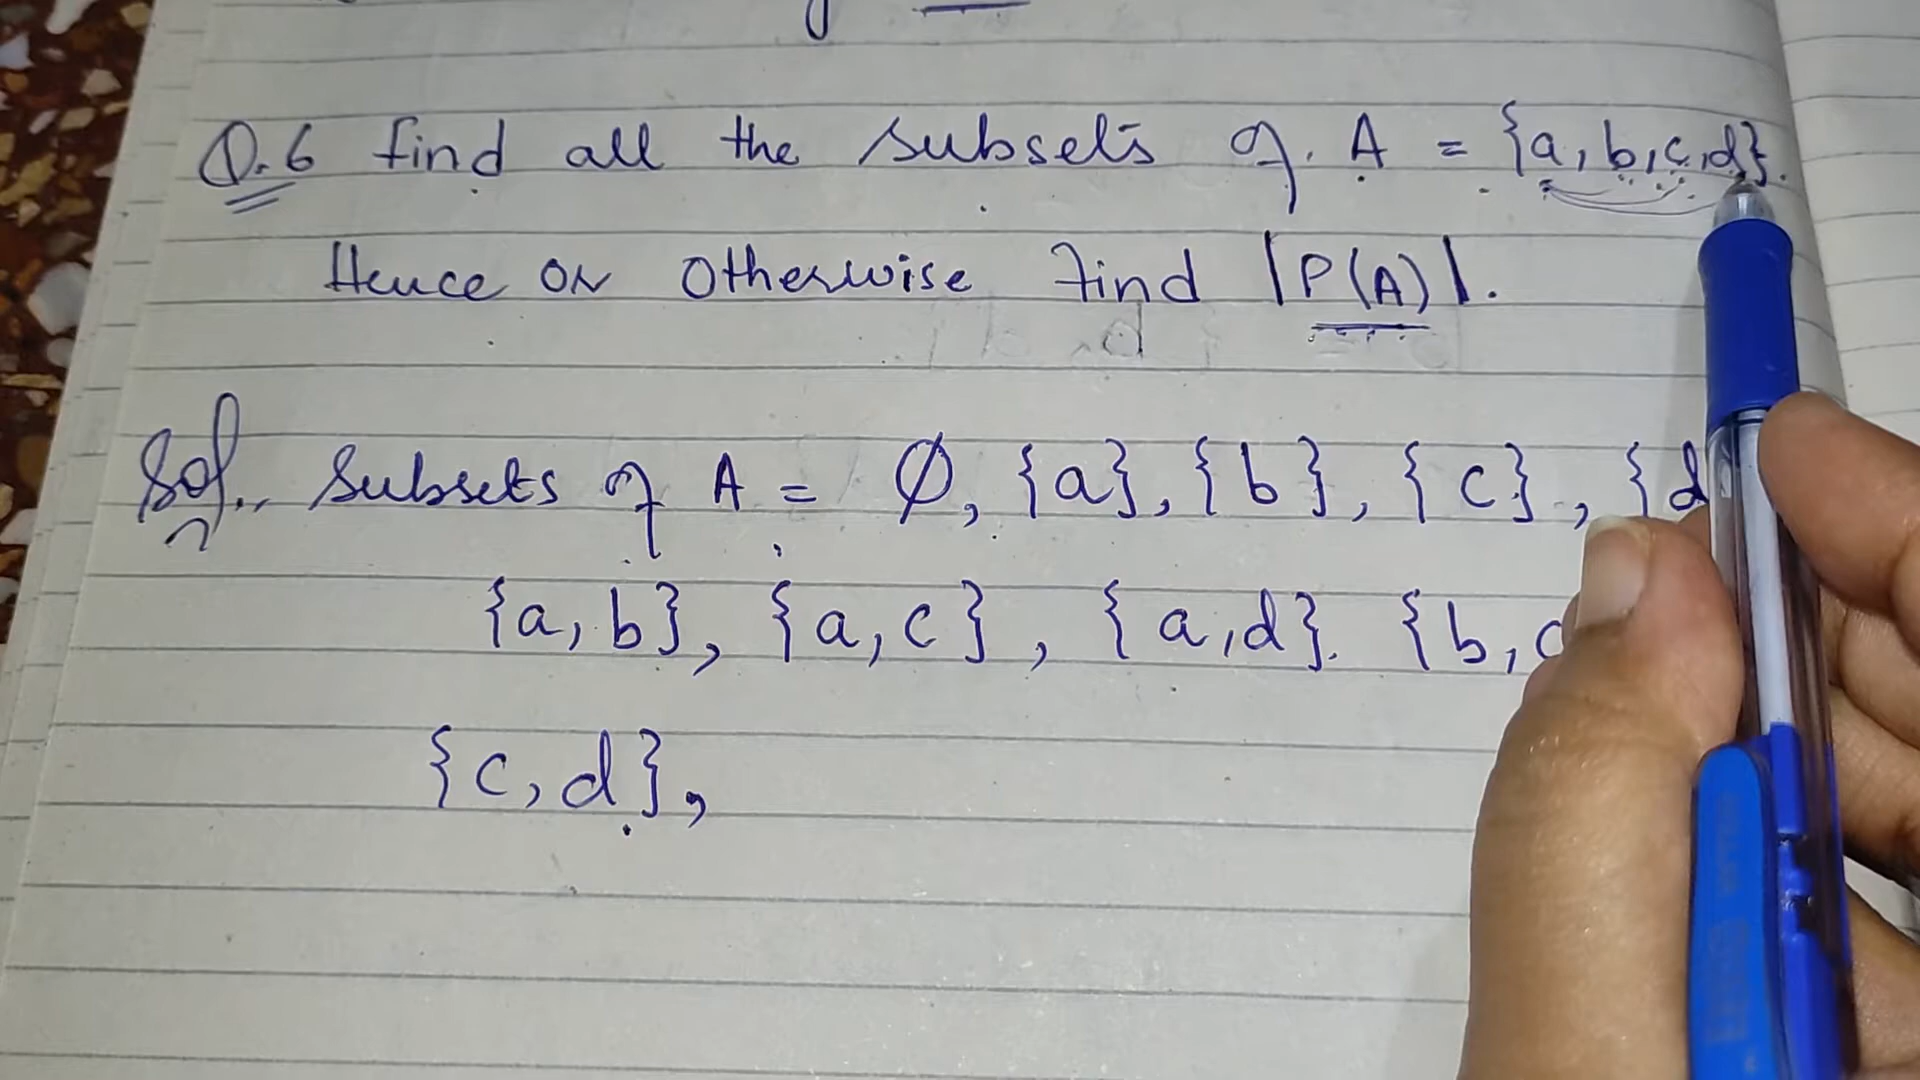 Q.6 find all the subsets of A = {a, b, c, d}.
Hence or Otherwise find |P(A)|.
Sol. Subsets of A = Ø, {a}, {b}, {c}, {d
{a, b}, {a, c}, {a, d}. {b, c
{c, d},